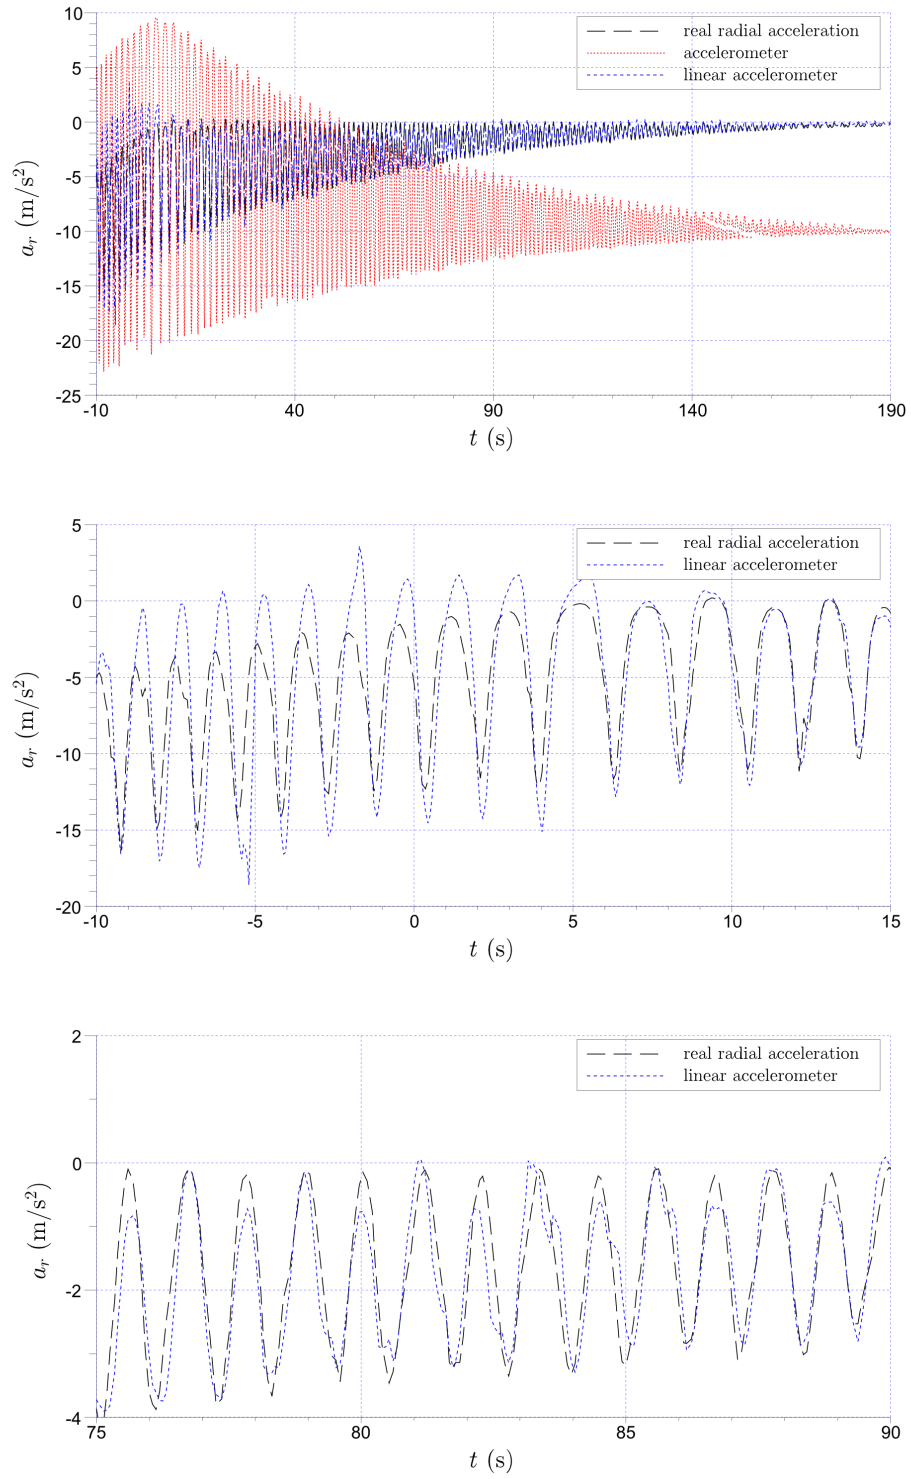 10
5
0
-5
-10
-15
-20
-25
-10 40 90 140 190
a_r (m/s²)
t (s)
real radial acceleration
accelerometer
linear accelerometer
5
0
-5
-10
-15
-20
-10 -5 0 5 10 15
a_r (m/s²)
t (s)
real radial acceleration
linear accelerometer
2
0
-2
-4
75 80 85 90
a_r (m/s²)
t (s)
real radial acceleration
linear accelerometer